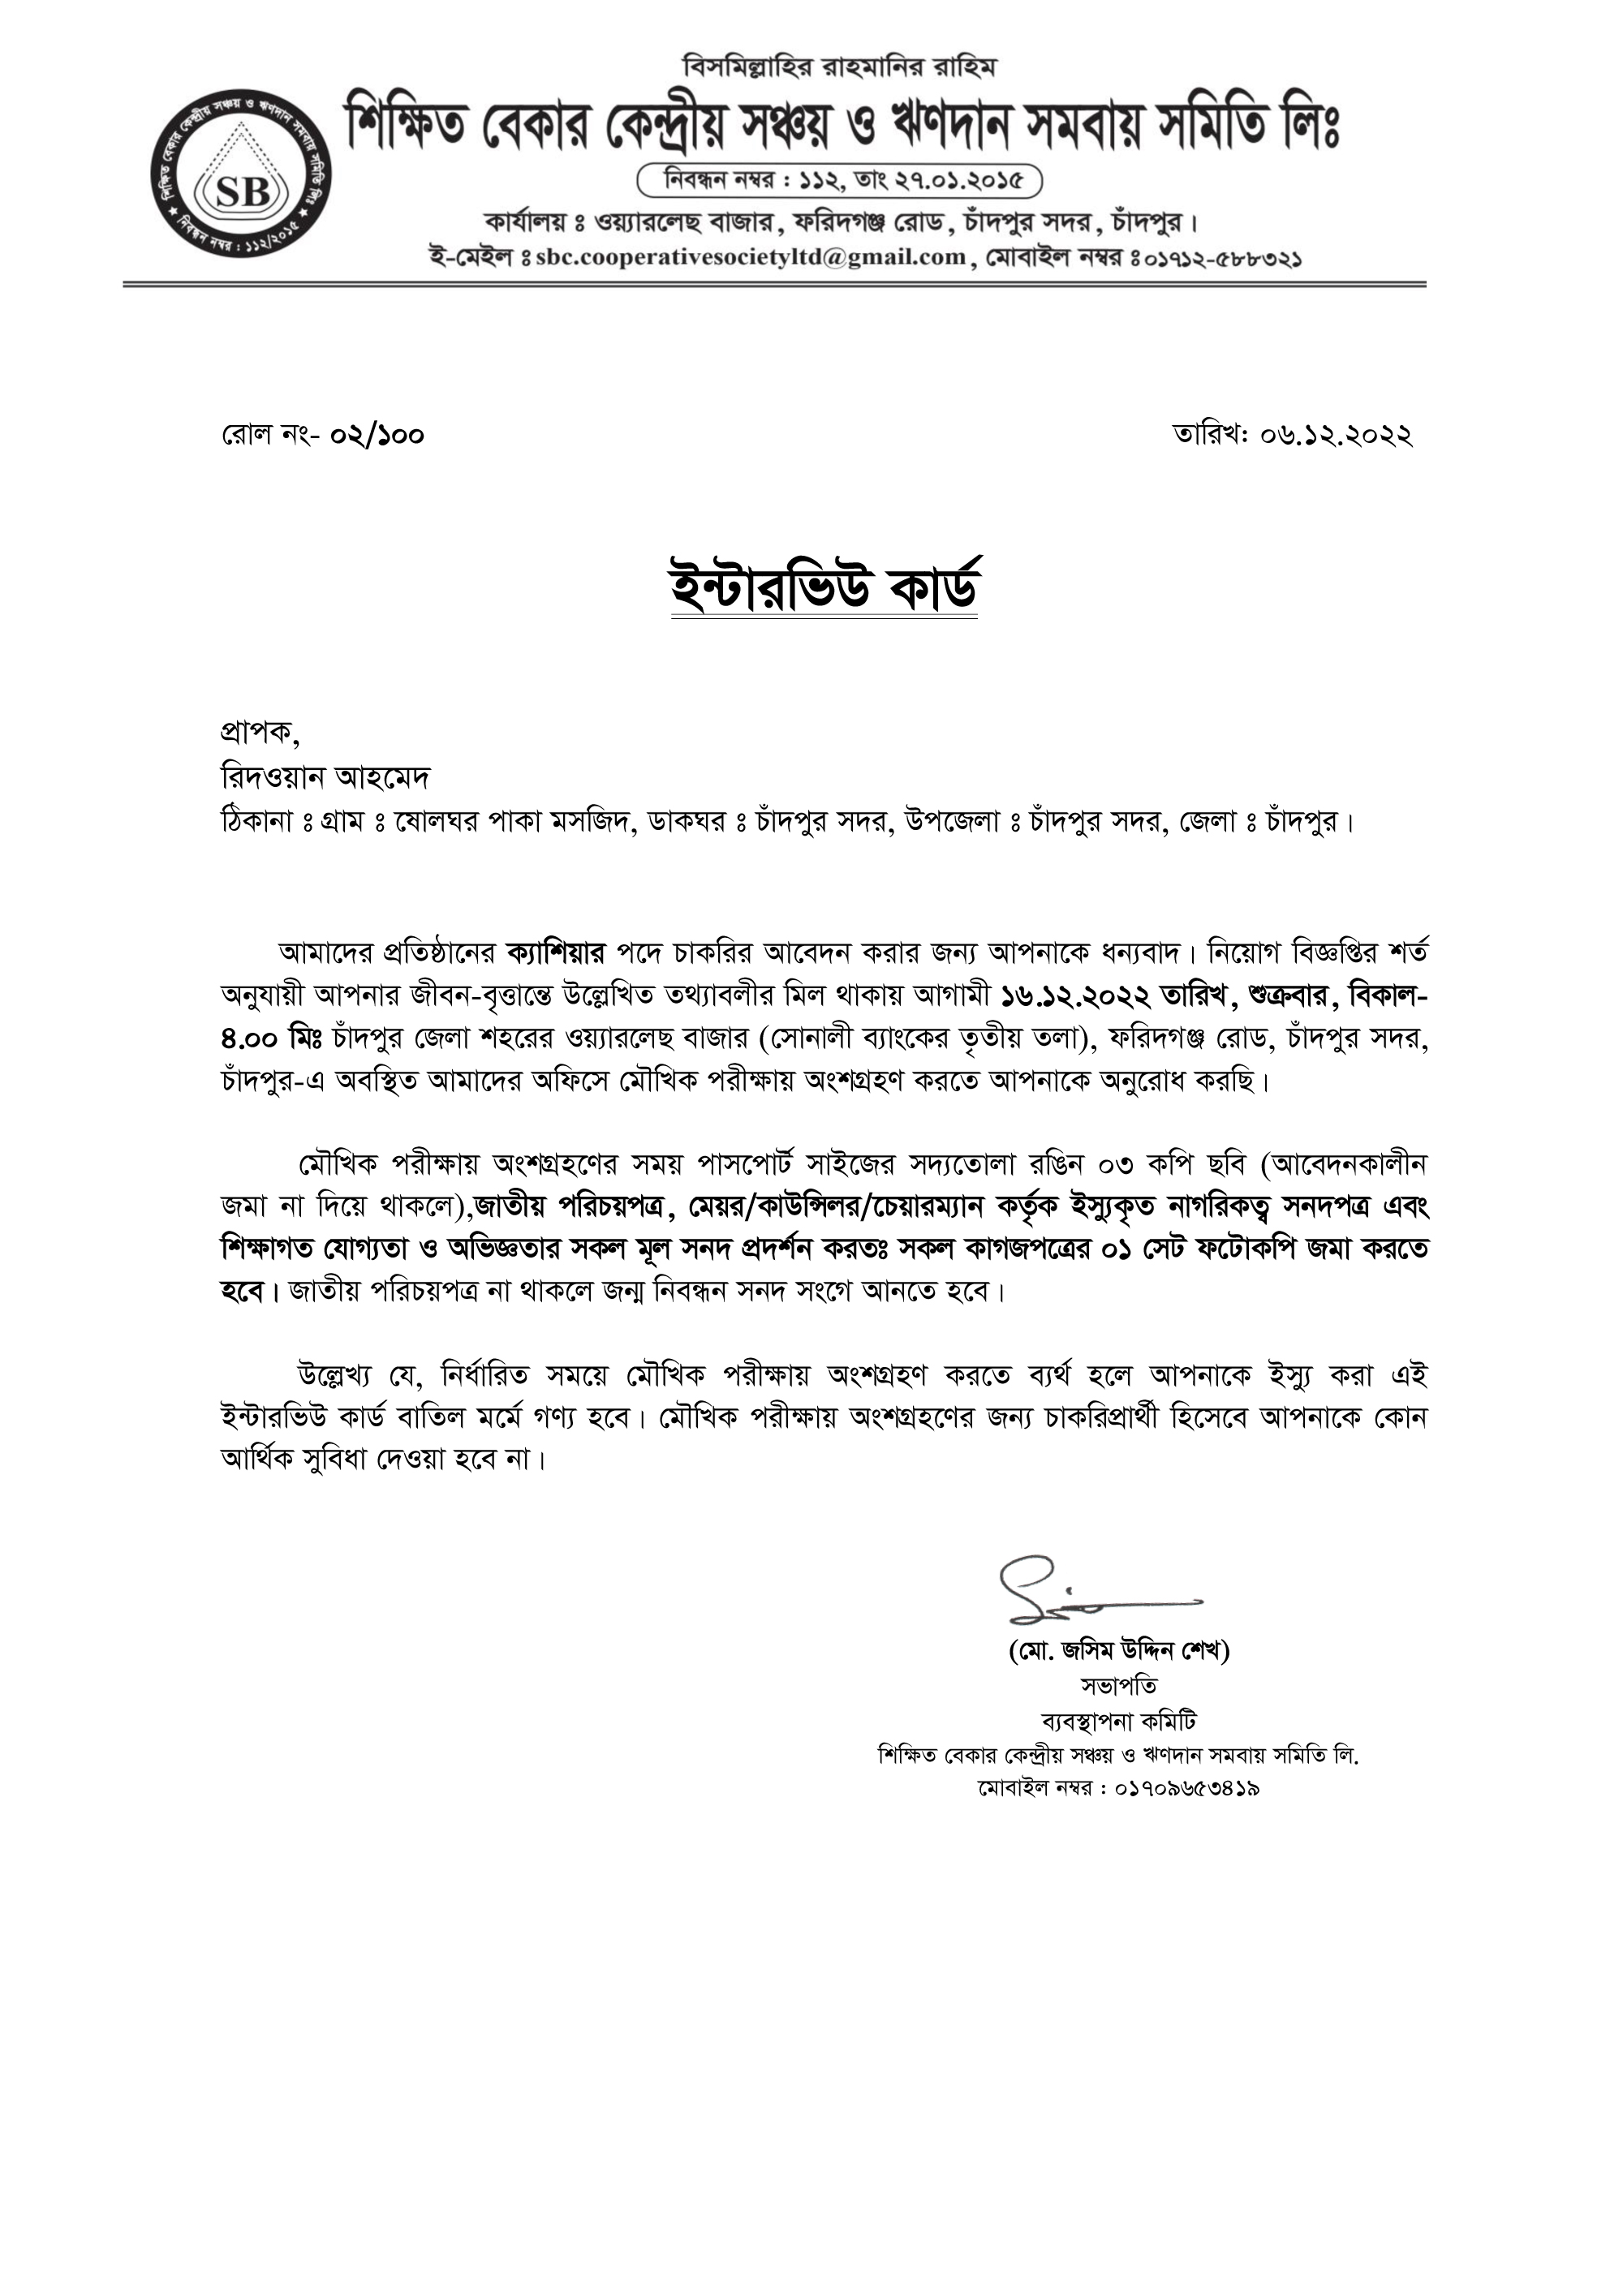 বিসমিল্লাহির রাহমানির রাহিম
শিক্ষিত বেকার কেন্দ্রীয় সঞ্চয় ও ঋণদান সমবায় সমিতি লিঃ
নিবন্ধন নম্বর : ১১২, তাং ২৭.০১.২০১৫
কার্যালয় ঃ ওয়্যারলেছ বাজার, ফরিদগঞ্জ রোড, চাঁদপুর সদর, চাঁদপুর।
ই-মেইল ঃ sbc.cooperativesocietyltd@gmail.com, মোবাইল নম্বর ঃ ০১৭১২-৫৮৮৩২১
শিক্ষিত বেকার কেন্দ্রীয় সঞ্চয় ও ঋণদান সমবায় সমিতি লিঃ
SB
★ নিবন্ধন নম্বর : ১১২/২০১৫ ★
রোল নং- ০২/১০০
তারিখ: ০৬.১২.২০২২
ইন্টারভিউ কার্ড
প্রাপক,
রিদওয়ান আহমেদ
ঠিকানা ঃ গ্রাম ঃ ষোলঘর পাকা মসজিদ, ডাকঘর ঃ চাঁদপুর সদর, উপজেলা ঃ চাঁদপুর সদর, জেলা ঃ চাঁদপুর।
আমাদের প্রতিষ্ঠানের ক্যাশিয়ার পদে চাকরির আবেদন করার জন্য আপনাকে ধন্যবাদ। নিয়োগ বিজ্ঞপ্তির শর্ত
অনুযায়ী আপনার জীবন-বৃত্তান্তে উল্লেখিত তথ্যাবলীর মিল থাকায় আগামী ১৬.১২.২০২২ তারিখ, শুক্রবার, বিকাল-
৪.০০ মিঃ চাঁদপুর জেলা শহরের ওয়্যারলেছ বাজার (সোনালী ব্যাংকের তৃতীয় তলা), ফরিদগঞ্জ রোড, চাঁদপুর সদর,
চাঁদপুর-এ অবস্থিত আমাদের অফিসে মৌখিক পরীক্ষায় অংশগ্রহণ করতে আপনাকে অনুরোধ করছি।
মৌখিক পরীক্ষায় অংশগ্রহণের সময় পাসপোর্ট সাইজের সদ্যতোলা রঙিন ০৩ কপি ছবি (আবেদনকালীন
জমা না দিয়ে থাকলে),জাতীয় পরিচয়পত্র, মেয়র/কাউন্সিলর/চেয়ারম্যান কর্তৃক ইস্যুকৃত নাগরিকত্ব সনদপত্র এবং
শিক্ষাগত যোগ্যতা ও অভিজ্ঞতার সকল মূল সনদ প্রদর্শন করতঃ সকল কাগজপত্রের ০১ সেট ফটোকপি জমা করতে
হবে। জাতীয় পরিচয়পত্র না থাকলে জন্ম নিবন্ধন সনদ সংগে আনতে হবে।
উল্লেখ্য যে, নির্ধারিত সময়ে মৌখিক পরীক্ষায় অংশগ্রহণ করতে ব্যর্থ হলে আপনাকে ইস্যু করা এই
ইন্টারভিউ কার্ড বাতিল মর্মে গণ্য হবে। মৌখিক পরীক্ষায় অংশগ্রহণের জন্য চাকরিপ্রার্থী হিসেবে আপনাকে কোন
আর্থিক সুবিধা দেওয়া হবে না।
(মো. জসিম উদ্দিন শেখ)
সভাপতি
ব্যবস্থাপনা কমিটি
শিক্ষিত বেকার কেন্দ্রীয় সঞ্চয় ও ঋণদান সমবায় সমিতি লি.
মোবাইল নম্বর : ০১৭০৯৬৫৩৪১৯